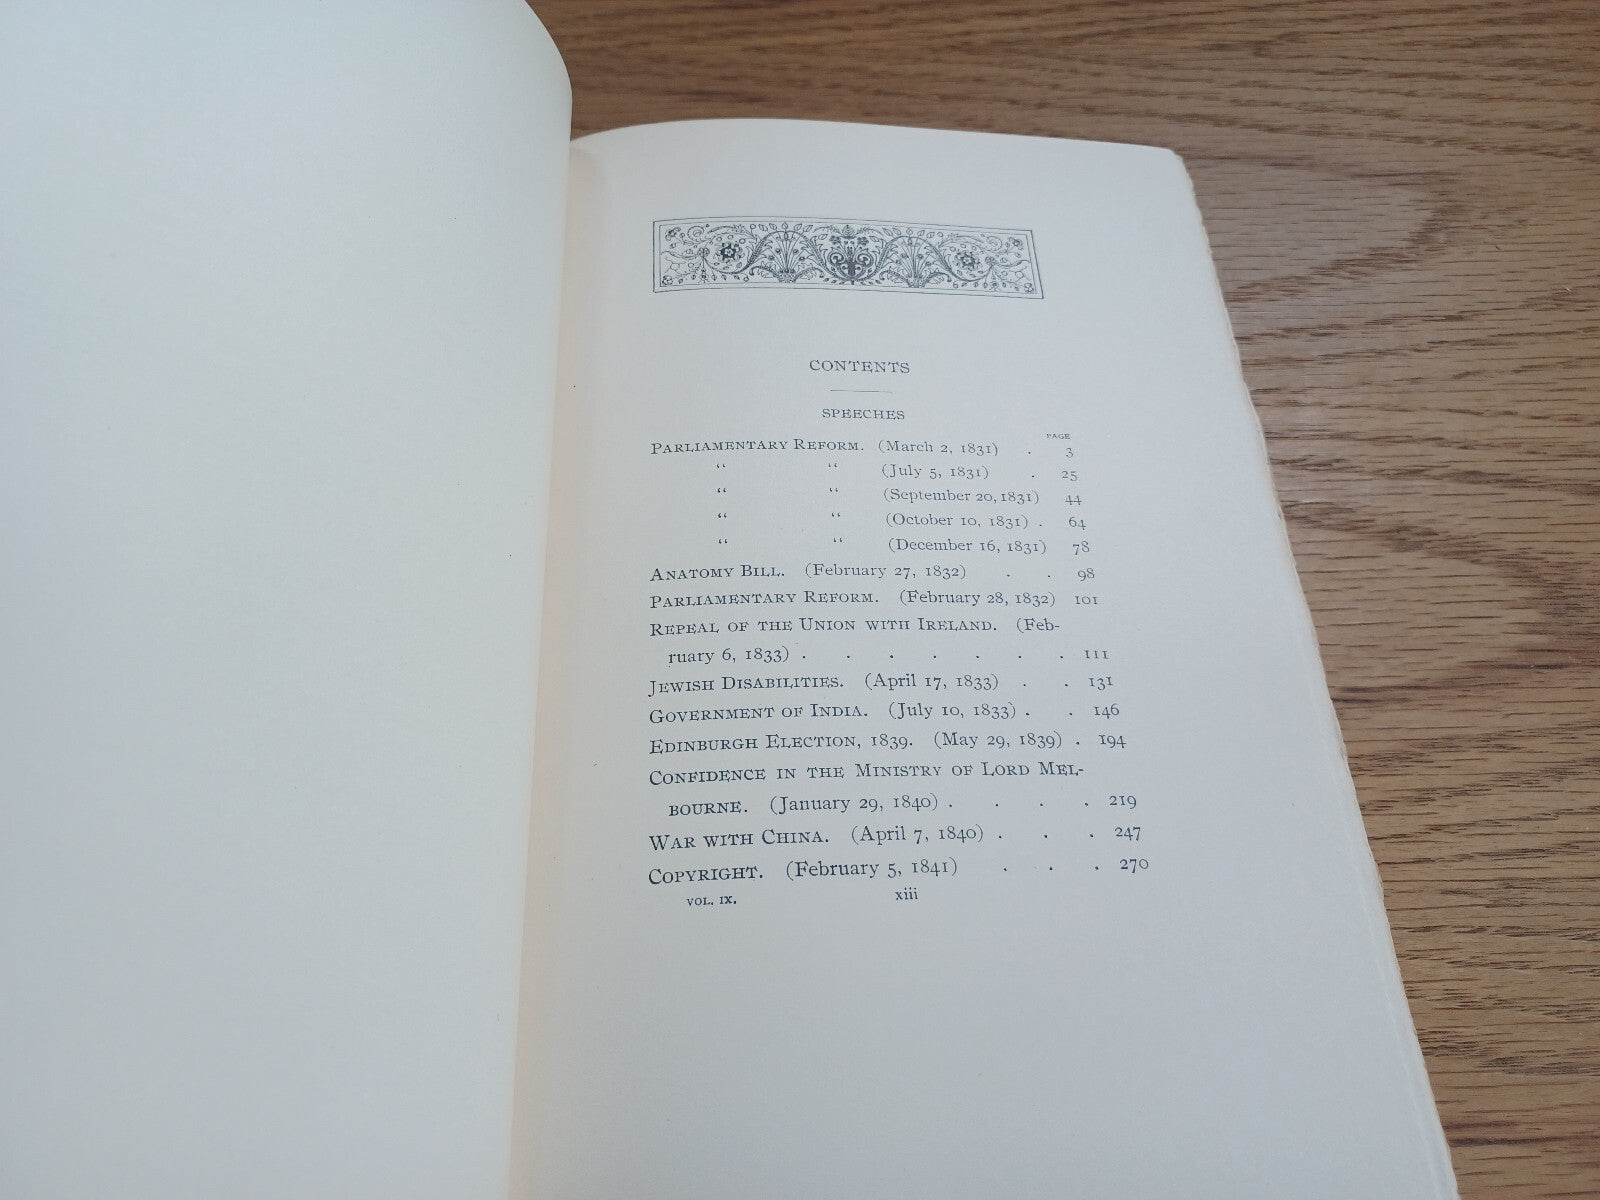 CONTENTS
SPEECHES
PAGE
PARLIAMENTARY REFORM. (March 2, 1831) . 3
“ “ (July 5, 1831) . 25
“ “ (September 20, 1831) 44
“ “ (October 10, 1831) . 64
“ “ (December 16, 1831) 78
ANATOMY BILL. (February 27, 1832) . . 98
PARLIAMENTARY REFORM. (February 28, 1832) 101
REPEAL OF THE UNION WITH IRELAND. (Feb-
ruary 6, 1833) . . . . . . . 111
JEWISH DISABILITIES. (April 17, 1833) . . 131
GOVERNMENT OF INDIA. (July 10, 1833) . . 146
EDINBURGH ELECTION, 1839. (May 29, 1839) . 194
CONFIDENCE IN THE MINISTRY OF LORD MEL-
BOURNE. (January 29, 1840) . . . . 219
WAR WITH CHINA. (April 7, 1840) . . . 247
COPYRIGHT. (February 5, 1841) . . . 270
VOL. IX. xiii